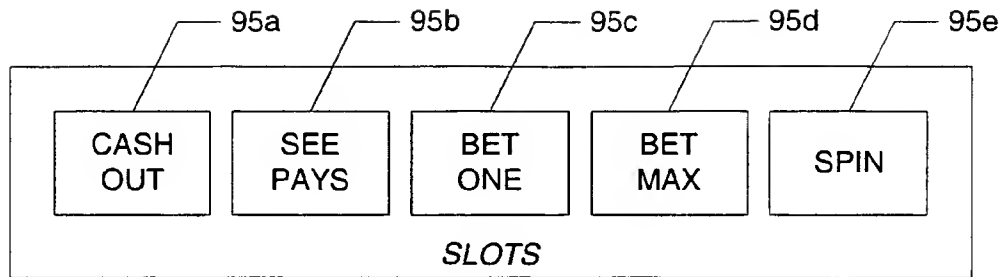 95a 95b 95c 95d 95e
CASH OUT
SEE PAYS
BET ONE
BET MAX
SPIN
SLOTS